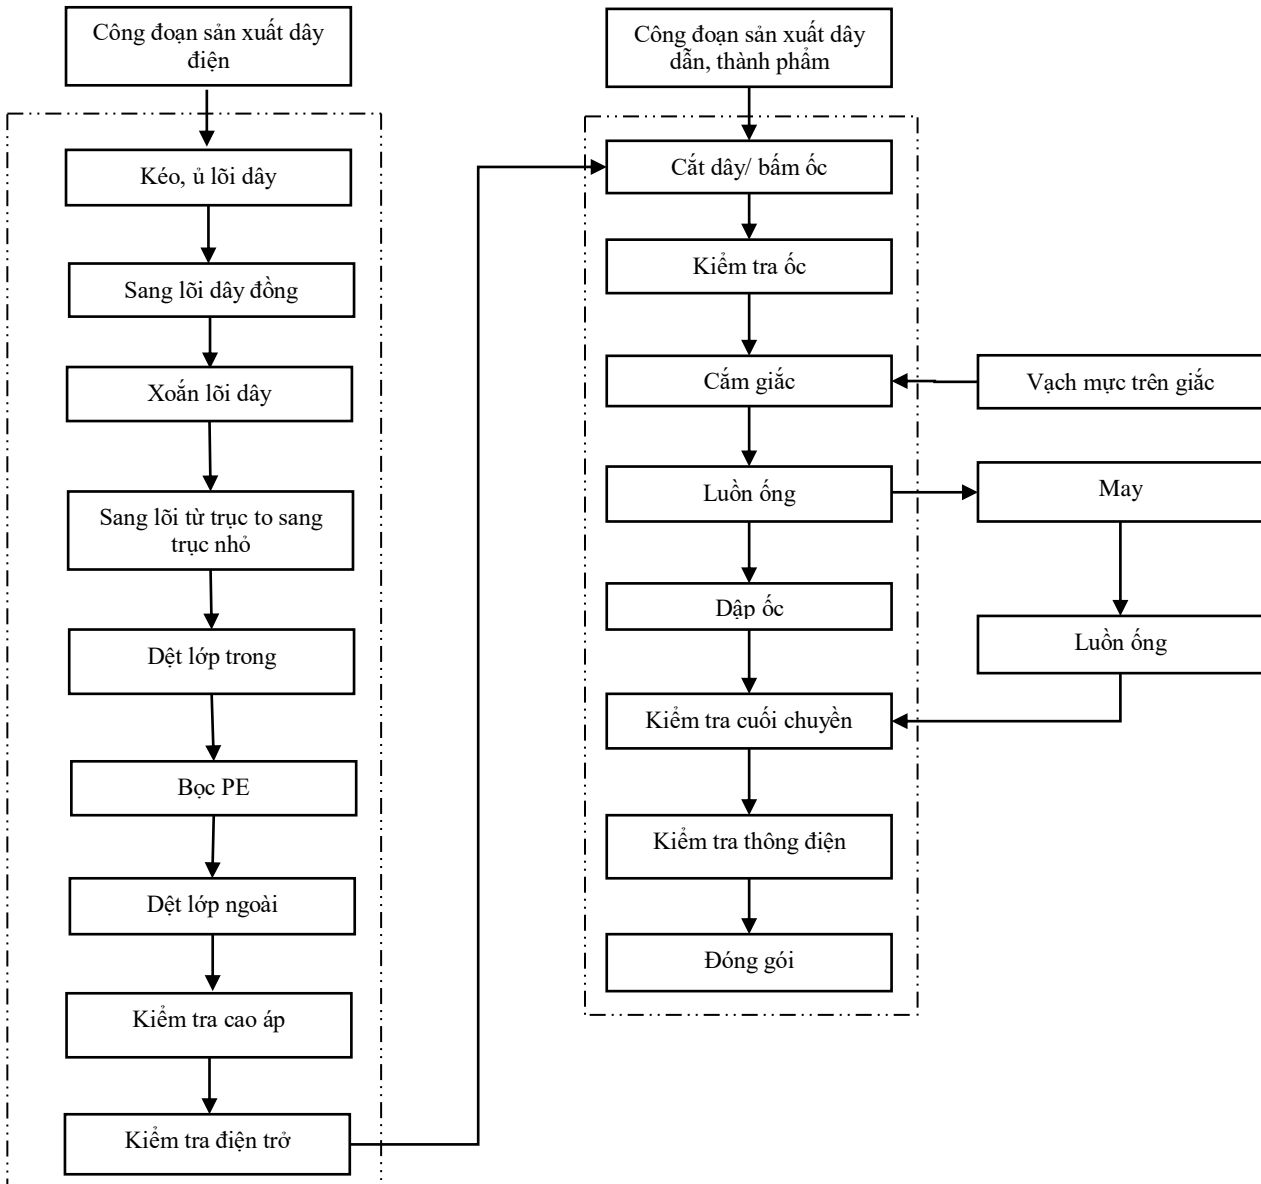 Công đoạn sản xuất dây
điện
Kéo, ủ lõi dây
Sang lõi dây đồng
Xoắn lõi dây
Sang lõi từ trục to sang
trục nhỏ
Dệt lớp trong
Bọc PE
Dệt lớp ngoài
Kiểm tra cao áp
Kiểm tra điện trở
Công đoạn sản xuất dây
dẫn, thành phẩm
Cắt dây/ bấm ốc
Kiểm tra ốc
Cắm giắc
Vạch mực trên giắc
Luồn ống
May
Dập ốc
Luồn ống
Kiểm tra cuối chuyền
Kiểm tra thông điện
Đóng gói